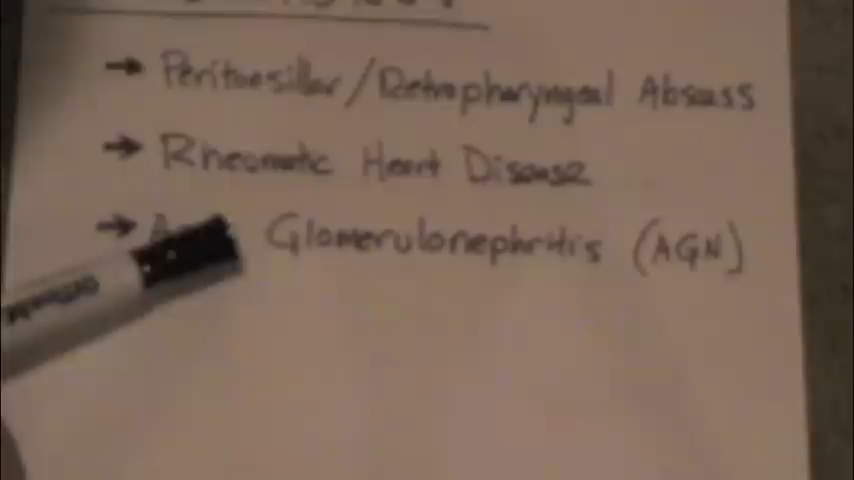 → Peritonsillar/Retropharyngeal Abscess
→ Rheumatic Heart Disease
→ Glomerulonephritis (AGN)